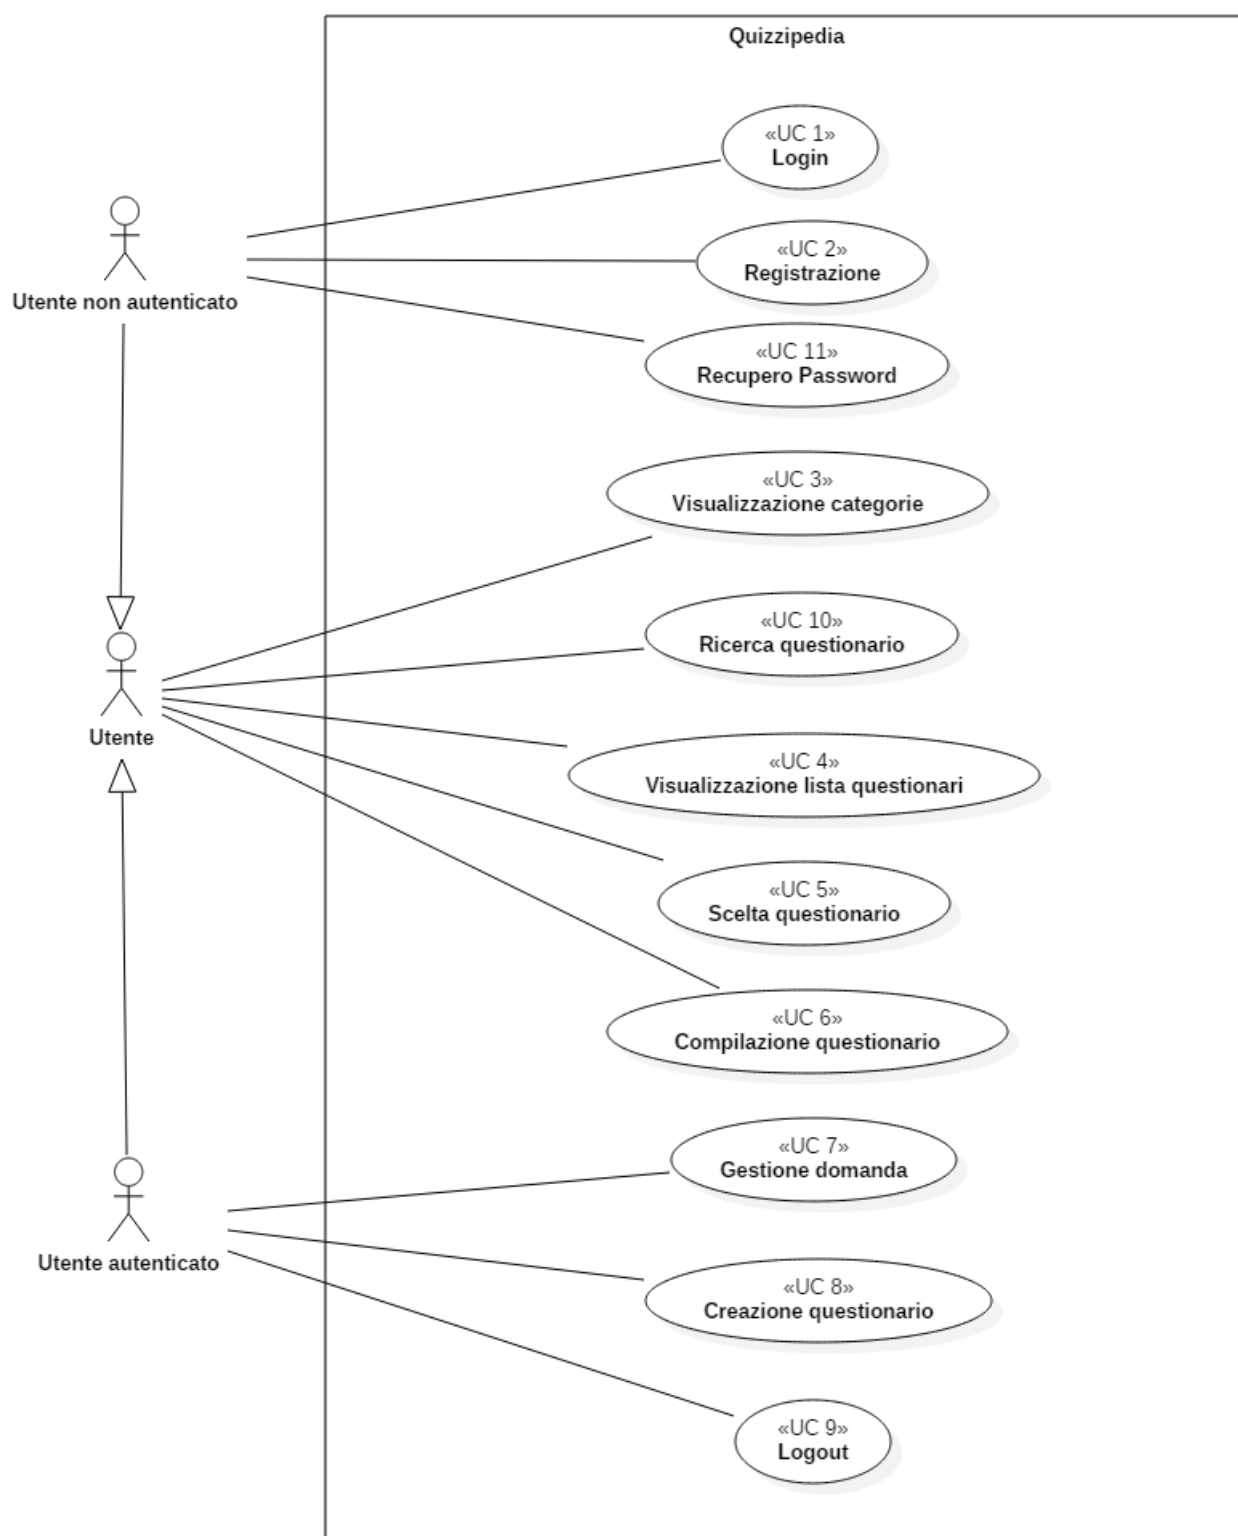 Quizzipedia
«UC 1»
Login
«UC 2»
Registrazione
Utente non autenticato
«UC 11»
Recupero Password
«UC 3»
Visualizzazione categorie
«UC 10»
Ricerca questionario
Utente
«UC 4»
Visualizzazione lista questionari
«UC 5»
Scelta questionario
«UC 6»
Compilazione questionario
«UC 7»
Gestione domanda
Utente autenticato
«UC 8»
Creazione questionario
«UC 9»
Logout